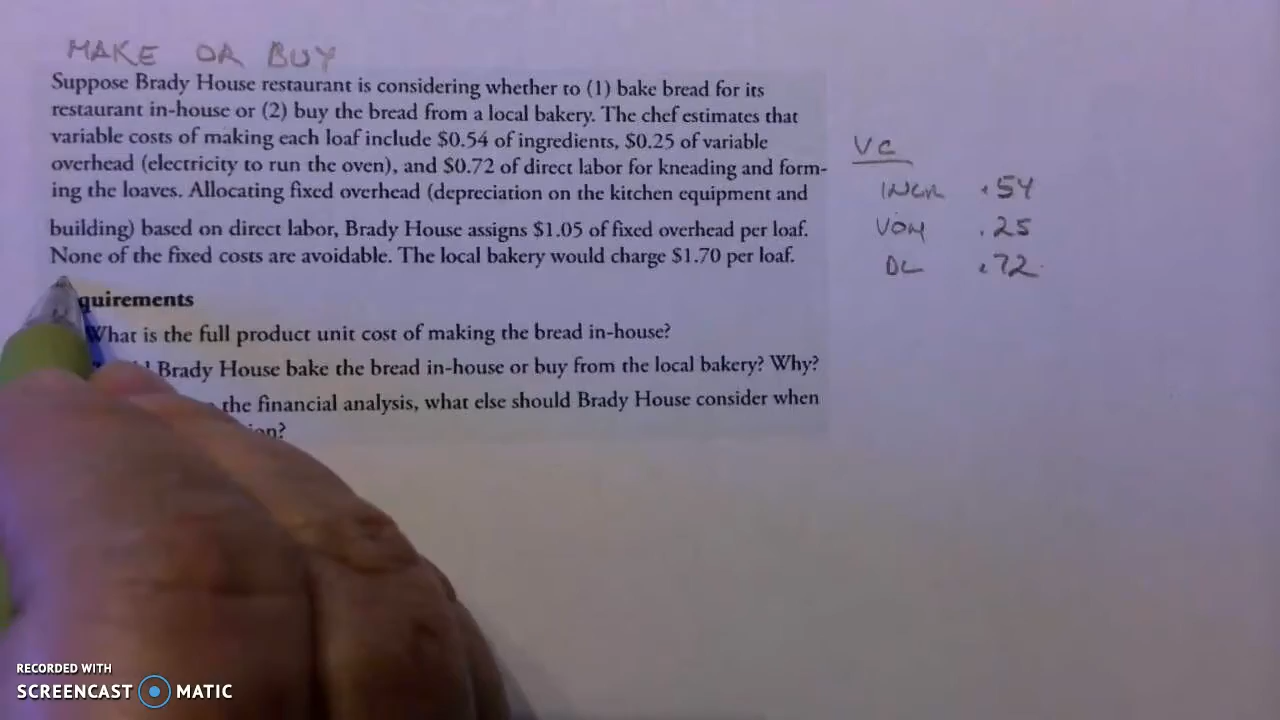 MAKE OR BUY
Suppose Brady House restaurant is considering whether to (1) bake bread for its
restaurant in-house or (2) buy the bread from a local bakery. The chef estimates that
variable costs of making each loaf include $0.54 of ingredients, $0.25 of variable
overhead (electricity to run the oven), and $0.72 of direct labor for kneading and form-
ing the loaves. Allocating fixed overhead (depreciation on the kitchen equipment and
building) based on direct labor, Brady House assigns $1.05 of fixed overhead per loaf.
None of the fixed costs are avoidable. The local bakery would charge $1.70 per loaf.
quirements
What is the full product unit cost of making the bread in-house?
Brady House bake the bread in-house or buy from the local bakery? Why?
the financial analysis, what else should Brady House consider when
VC
INGR .54
VOH .25
DL .72
RECORDED WITH
SCREENCAST MATIC